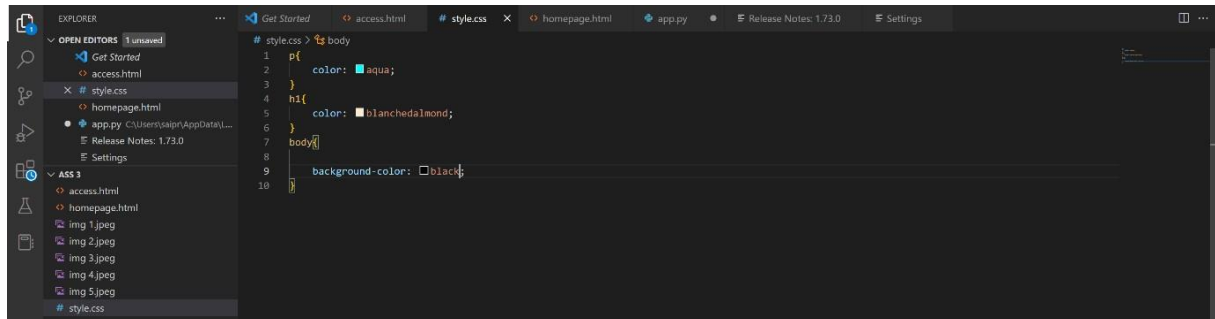 EXPLORER ···
OPEN EDITORS 1 unsaved
Get Started
access.html
style.css
homepage.html
app.py C:\Users\saipr\AppData\L...
Release Notes: 1.73.0
Settings
ASS 3
access.html
homepage.html
img 1.jpeg
img 2.jpeg
img 3.jpeg
img 4.jpeg
img 5.jpeg
# style.css
Get Started access.html # style.css × homepage.html app.py Release Notes: 1.73.0 Settings ···
# style.css > body
1 p{
2 color: aqua;
3 }
4 h1{
5 color: blanchedalmond;
6 }
7 body{
8
9 background-color: black;
10 }